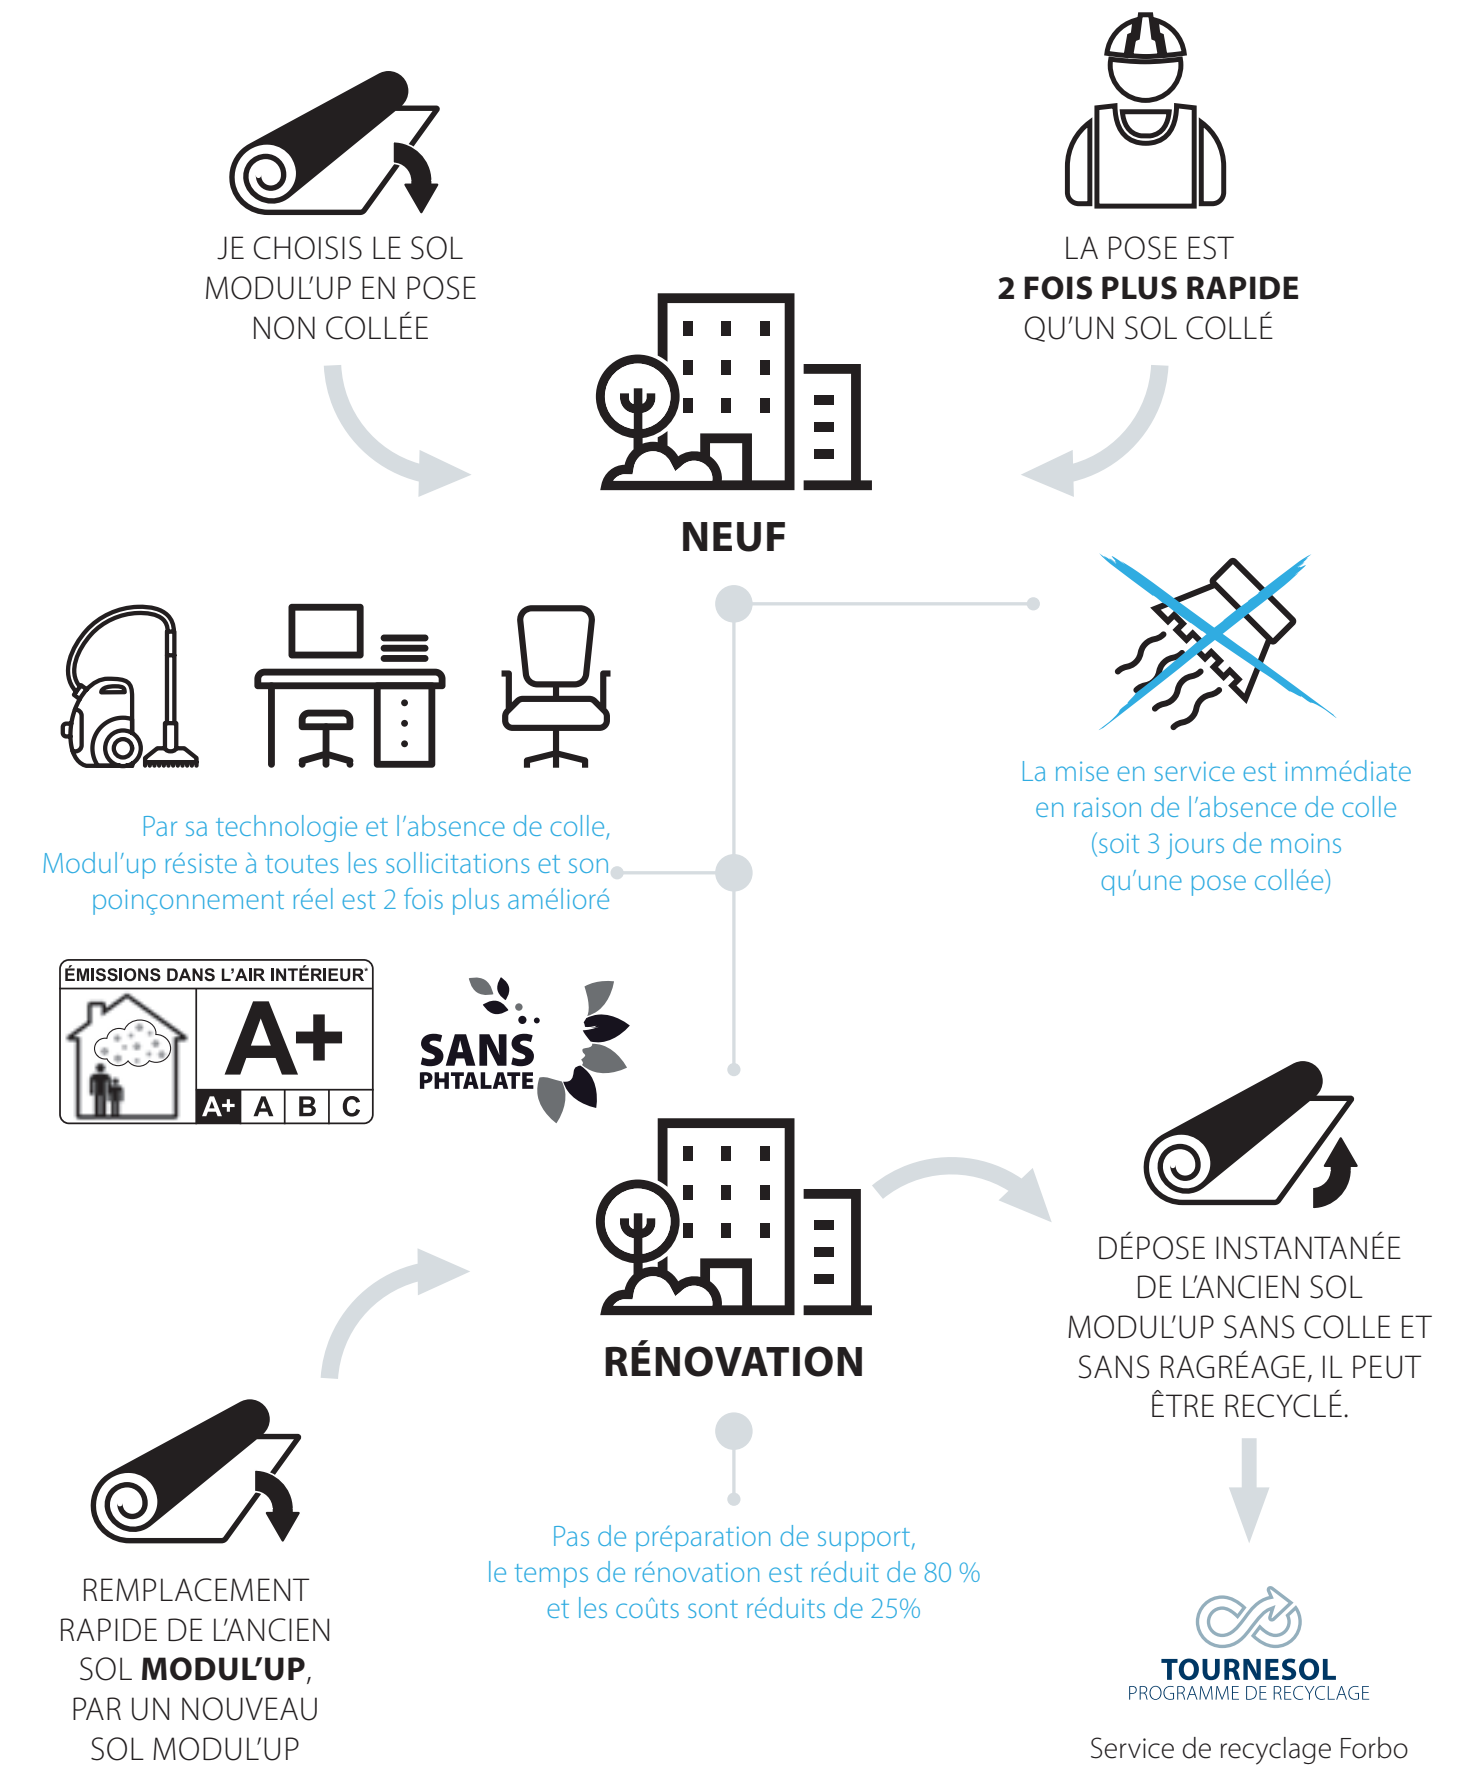 JE CHOISIS LE SOL
MODUL'UP EN POSE
NON COLLÉE
LA POSE EST
2 FOIS PLUS RAPIDE
QU'UN SOL COLLÉ
NEUF
La mise en service est immédiate
en raison de l'absence de colle
(soit 3 jours de moins
qu'une pose collée)
Par sa technologie et l'absence de colle,
Modul'up résiste à toutes les sollicitations et son
poinçonnement réel est 2 fois plus amélioré
ÉMISSIONS DANS L'AIR INTÉRIEUR*
A+
A+ A B C
SANS
PHTALATE
RÉNOVATION
DÉPOSE INSTANTANÉE
DE L'ANCIEN SOL
MODUL'UP SANS COLLE ET
SANS RAGRÉAGE, IL PEUT
ÊTRE RECYCLÉ.
Pas de préparation de support,
le temps de rénovation est réduit de 80 %
et les coûts sont réduits de 25%
REMPLACEMENT
RAPIDE DE L'ANCIEN
SOL MODUL'UP,
PAR UN NOUVEAU
SOL MODUL'UP
TOURNESOL
PROGRAMME DE RECYCLAGE
Service de recyclage Forbo